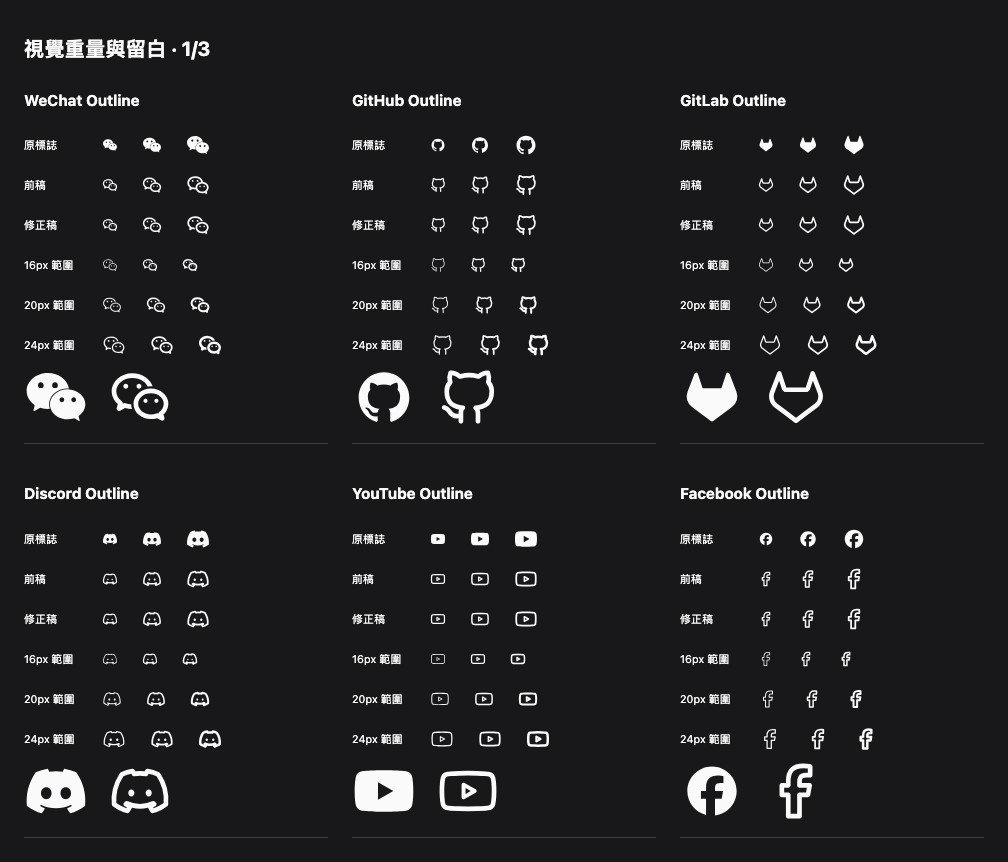 視覺重量與留白 · 1/3
WeChat Outline
原標誌
前稿
修正稿
16px 範圍
20px 範圍
24px 範圍
GitHub Outline
原標誌
前稿
修正稿
16px 範圍
20px 範圍
24px 範圍
GitLab Outline
原標誌
前稿
修正稿
16px 範圍
20px 範圍
24px 範圍
Discord Outline
原標誌
前稿
修正稿
16px 範圍
20px 範圍
24px 範圍
YouTube Outline
原標誌
前稿
修正稿
16px 範圍
20px 範圍
24px 範圍
Facebook Outline
原標誌
前稿
修正稿
16px 範圍
20px 範圍
24px 範圍